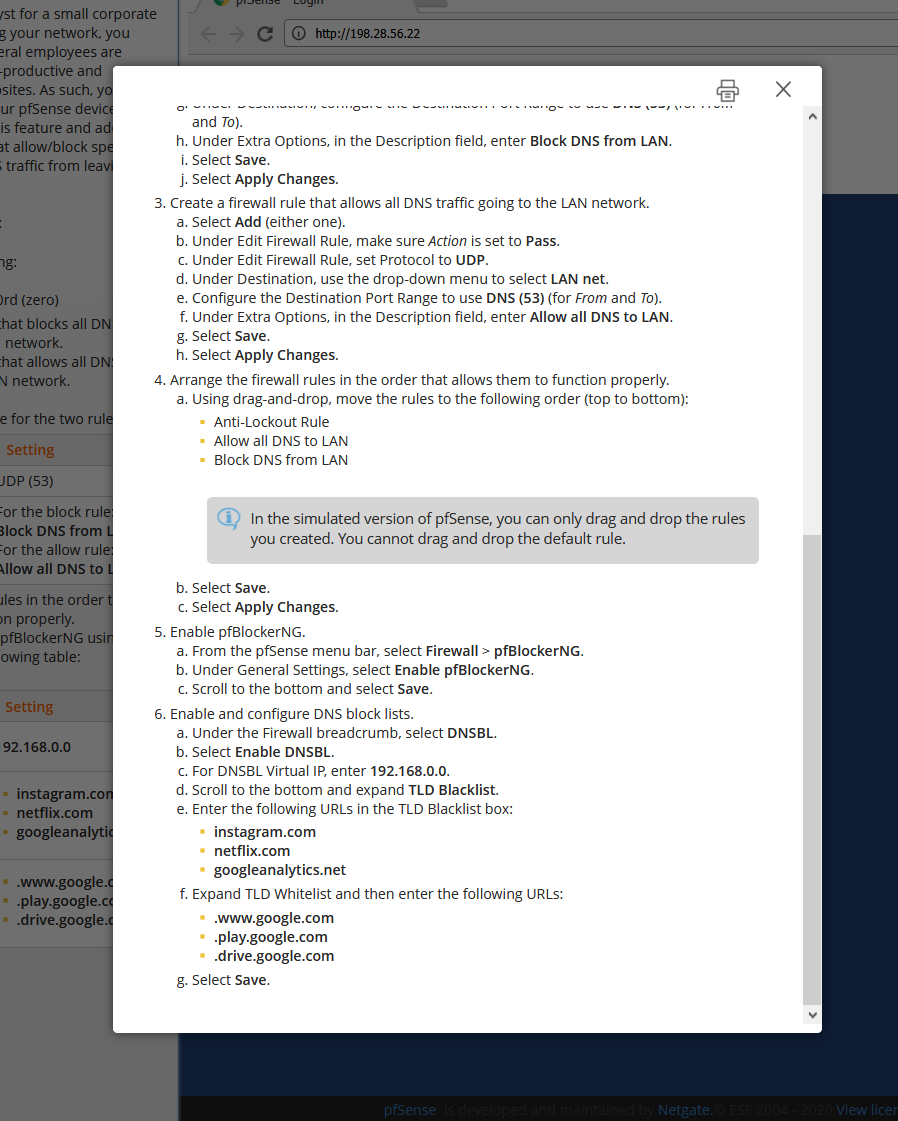 yst for a small corporate
g your network, you
eral employees are
-productive and
sites. As such, yo
ur pfSense device
is feature and ad
at allow/block spe
S traffic from leavi
:
ng:
0rd (zero)
that blocks all DN
network.
that allows all DN
N network.
e for the two rule
Setting
UDP (53)
For the block rule:
Block DNS from L
For the allow rule:
Allow all DNS to L
ules in the order t
on properly.
pfBlockerNG usin
owing table:
Setting
92.168.0.0
instagram.com
netflix.com
googleanalytic
.www.google.c
.play.google.co
.drive.google.c
pfSense - Login
http://198.28.56.22
g. Under Destination, configure the Destination Port Range to use DNS (53) (for From
and To).
h. Under Extra Options, in the Description field, enter Block DNS from LAN.
i. Select Save.
j. Select Apply Changes.
3. Create a firewall rule that allows all DNS traffic going to the LAN network.
a. Select Add (either one).
b. Under Edit Firewall Rule, make sure Action is set to Pass.
c. Under Edit Firewall Rule, set Protocol to UDP.
d. Under Destination, use the drop-down menu to select LAN net.
e. Configure the Destination Port Range to use DNS (53) (for From and To).
f. Under Extra Options, in the Description field, enter Allow all DNS to LAN.
g. Select Save.
h. Select Apply Changes.
4. Arrange the firewall rules in the order that allows them to function properly.
a. Using drag-and-drop, move the rules to the following order (top to bottom):
Anti-Lockout Rule
Allow all DNS to LAN
Block DNS from LAN
In the simulated version of pfSense, you can only drag and drop the rules
you created. You cannot drag and drop the default rule.
b. Select Save.
c. Select Apply Changes.
5. Enable pfBlockerNG.
a. From the pfSense menu bar, select Firewall > pfBlockerNG.
b. Under General Settings, select Enable pfBlockerNG.
c. Scroll to the bottom and select Save.
6. Enable and configure DNS block lists.
a. Under the Firewall breadcrumb, select DNSBL.
b. Select Enable DNSBL.
c. For DNSBL Virtual IP, enter 192.168.0.0.
d. Scroll to the bottom and expand TLD Blacklist.
e. Enter the following URLs in the TLD Blacklist box:
instagram.com
netflix.com
googleanalytics.net
f. Expand TLD Whitelist and then enter the following URLs:
.www.google.com
.play.google.com
.drive.google.com
g. Select Save.
pfSense is developed and maintained by Netgate. © ESF 2004 - 2020 View licen